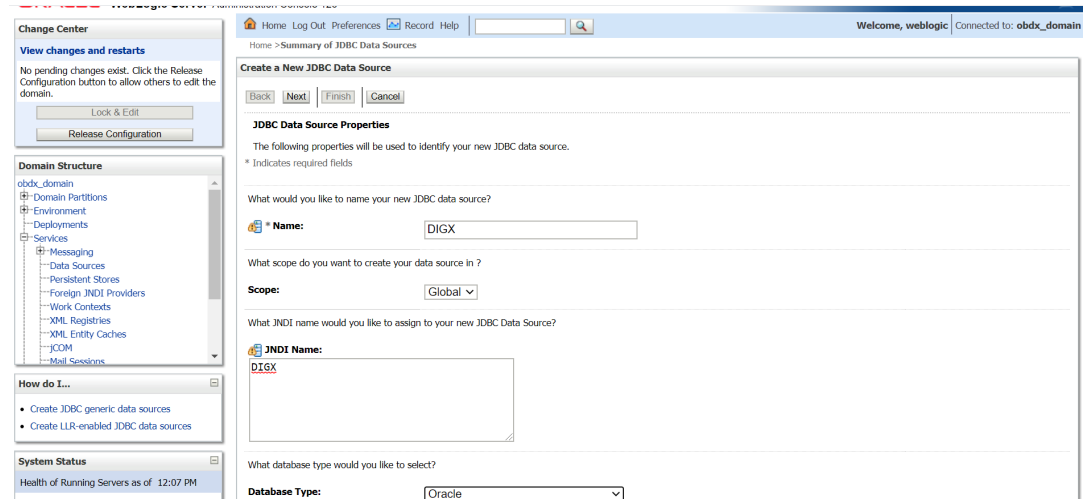 Change Center
View changes and restarts
No pending changes exist. Click the Release
Configuration button to allow others to edit the
domain.
Lock & Edit
Release Configuration
Domain Structure
obdx_domain
Domain Partitions
Environment
Deployments
Services
Messaging
Data Sources
Persistent Stores
Foreign JNDI Providers
Work Contexts
XML Registries
XML Entity Caches
jCOM
Mail Sessions
How do I...
• Create JDBC generic data sources
• Create LLR-enabled JDBC data sources
System Status
Health of Running Servers as of 12:07 PM
Home Log Out Preferences Record Help
Welcome, weblogic Connected to: obdx_domain
Home >Summary of JDBC Data Sources
Create a New JDBC Data Source
Back Next Finish Cancel
JDBC Data Source Properties
The following properties will be used to identify your new JDBC data source.
* Indicates required fields
What would you like to name your new JDBC data source?
* Name: DIGX
What scope do you want to create your data source in ?
Scope: Global
What JNDI name would you like to assign to your new JDBC Data Source?
JNDI Name:
DIGX
What database type would you like to select?
Database Type: Oracle